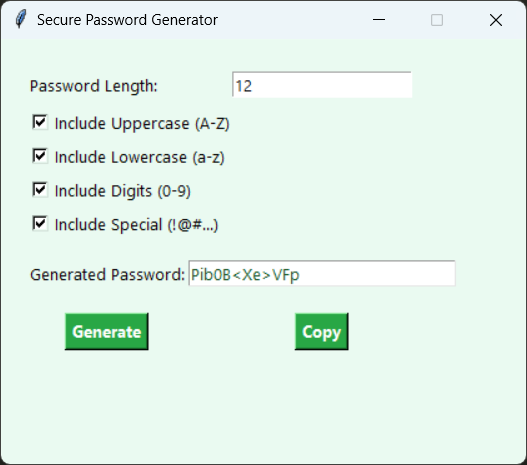 Secure Password Generator
Password Length: 12
Include Uppercase (A-Z)
Include Lowercase (a-z)
Include Digits (0-9)
Include Special (!@#...)
Generated Password: Pib0B<Xe>VFp
Generate Copy